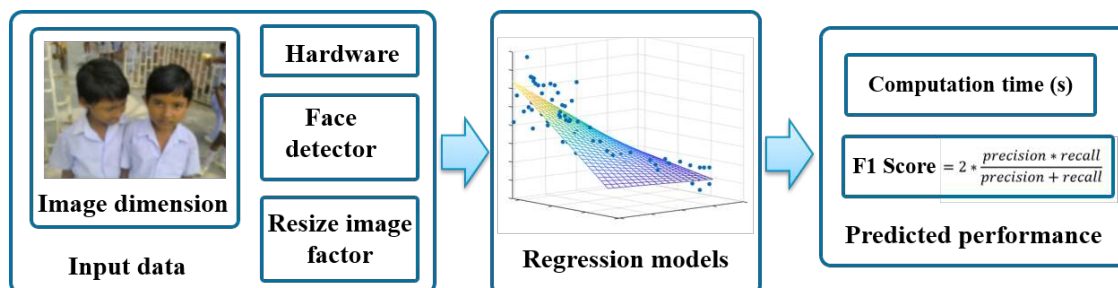 Image dimension
Hardware
Face
detector
Resize image
factor
Input data
Regression models
Computation time (s)
F1 Score = 2 * precision * recall / precision + recall
Predicted performance